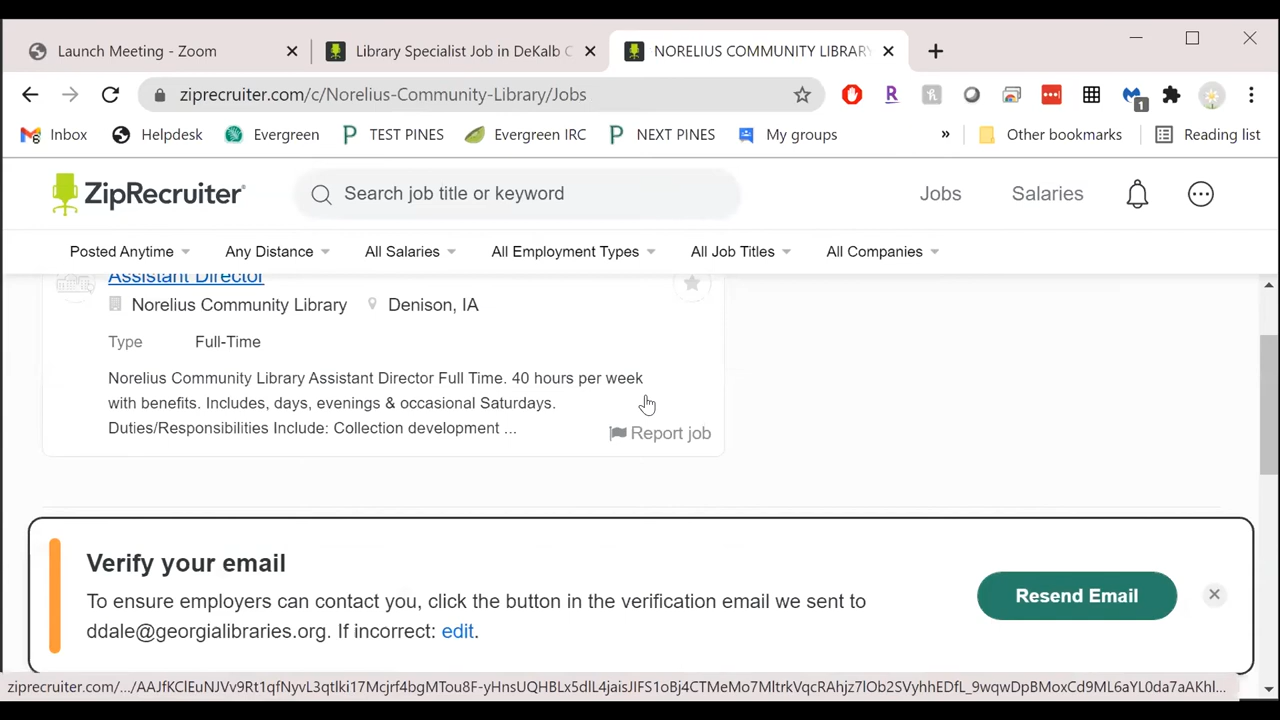 Launch Meeting - Zoom
Library Specialist Job in DeKalb C
NORELIUS COMMUNITY LIBRARY
ziprecruiter.com/c/Norelius-Community-Library/Jobs
1
Inbox
Helpdesk
Evergreen
TEST PINES
Evergreen IRC
NEXT PINES
My groups
»
Other bookmarks
Reading list
ZipRecruiter
Search job title or keyword
Jobs
Salaries
Posted Anytime
Any Distance
All Salaries
All Employment Types
All Job Titles
All Companies
Assistant Director
Norelius Community Library
Denison, IA
Type
Full-Time
Norelius Community Library Assistant Director Full Time. 40 hours per week
with benefits. Includes, days, evenings & occasional Saturdays.
Duties/Responsibilities Include: Collection development ...
Report job
Verify your email
To ensure employers can contact you, click the button in the verification email we sent to
ddale@georgialibraries.org. If incorrect: edit.
Resend Email